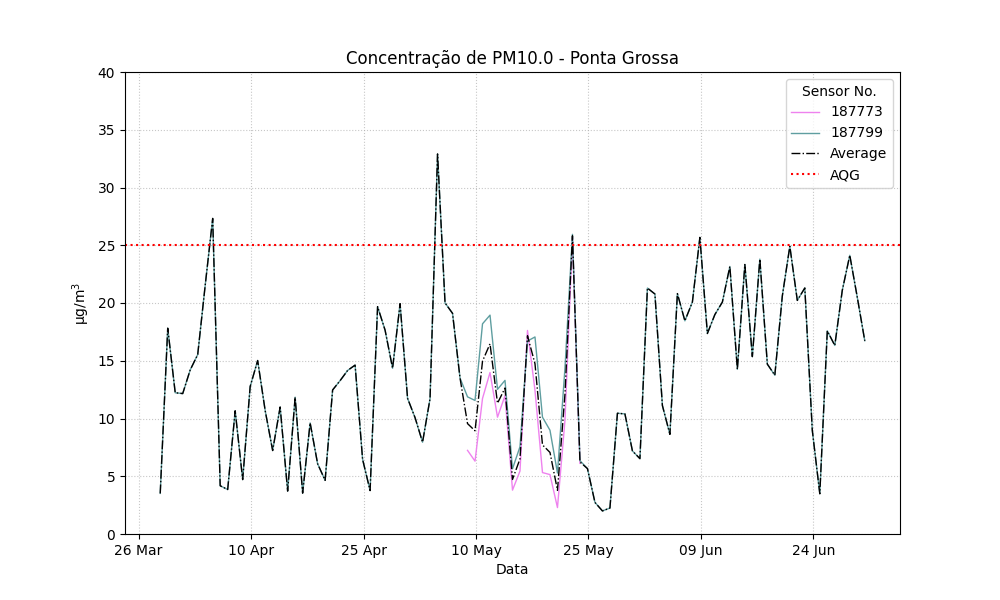 Concentração de PM10.0 - Ponta Grossa
40
35
30
25
20
15
10
5
0
µg/m³
Sensor No.
187773
187799
Average
AQG
26 Mar
10 Apr
25 Apr
10 May
25 May
09 Jun
24 Jun
Data